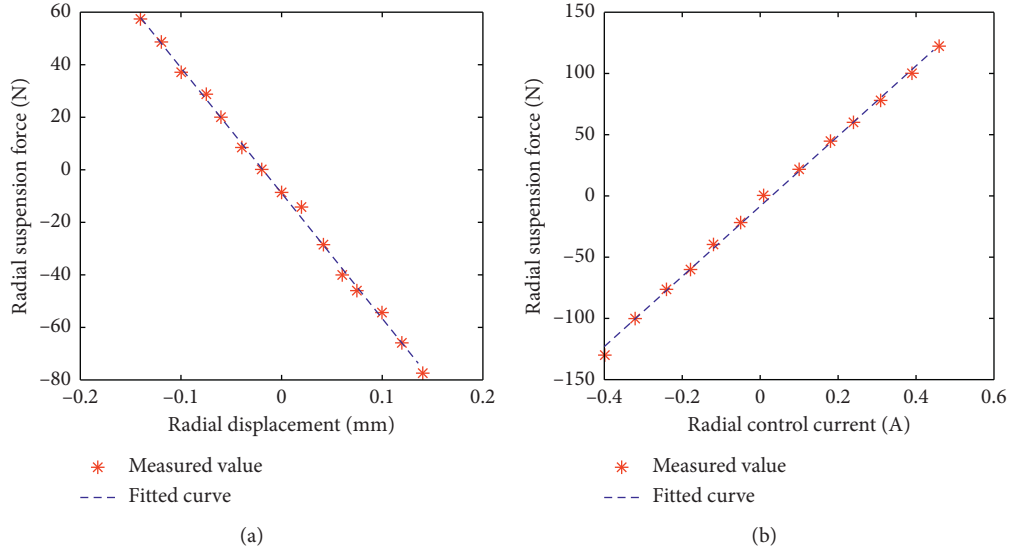 60
40
20
0
−20
−40
−60
−80
Radial suspension force (N)
−0.2
−0.1
0
0.1
0.2
Radial displacement (mm)
Measured value
Fitted curve
(a)
150
100
50
0
−50
−100
−150
Radial suspension force (N)
−0.4
−0.2
0
0.2
0.4
0.6
Radial control current (A)
Measured value
Fitted curve
(b)